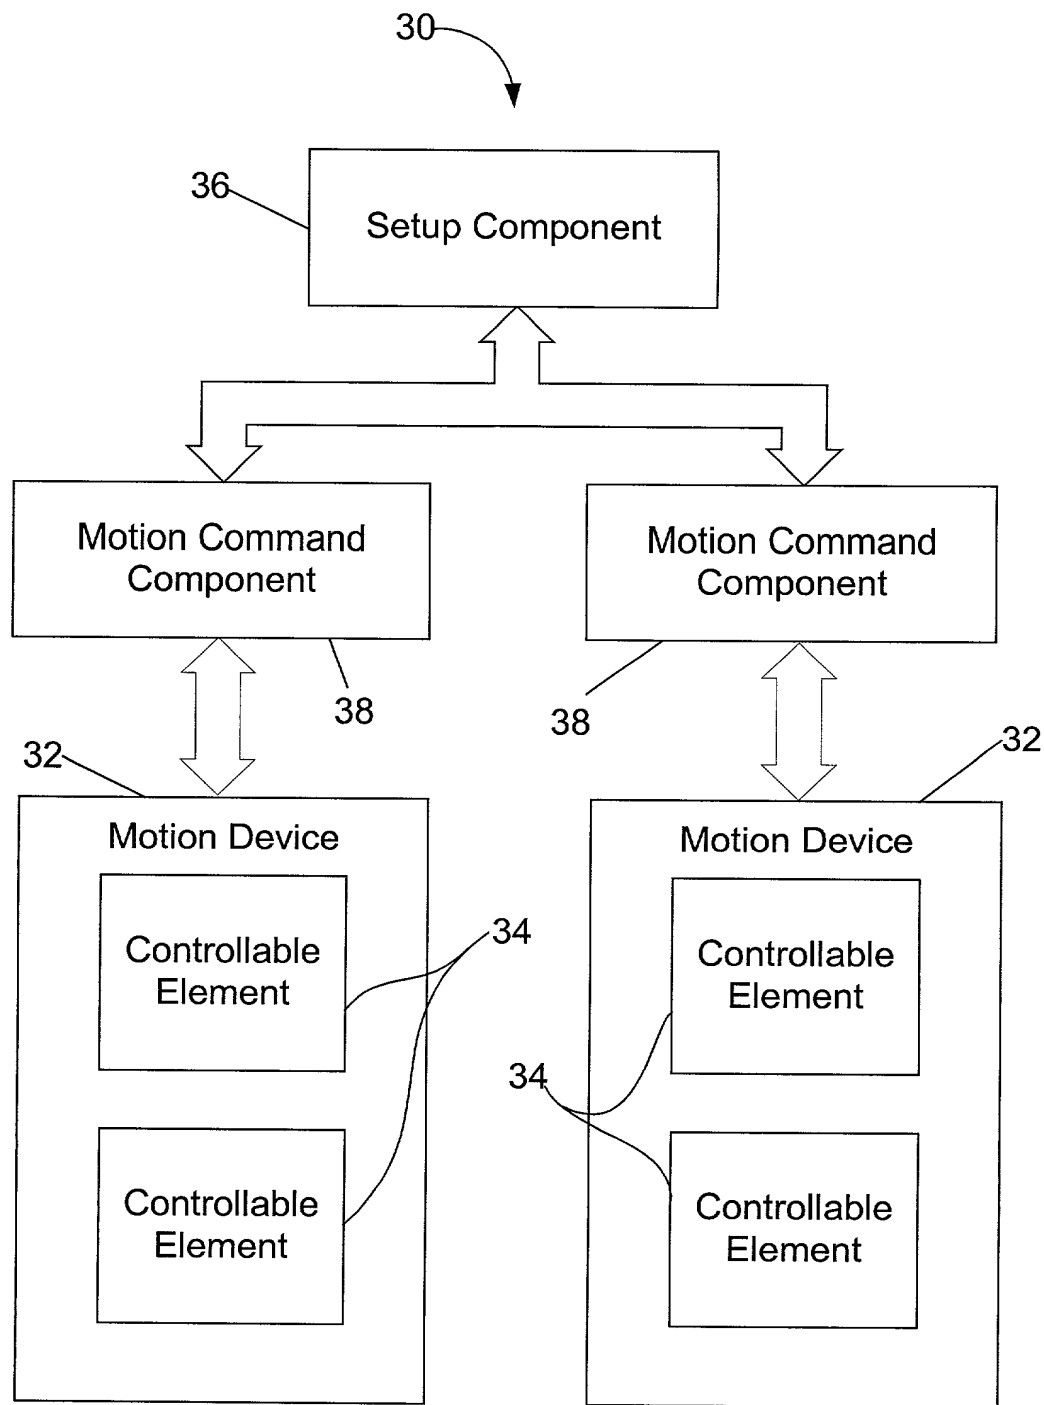 30
36
Setup Component
Motion Command
Component
Motion Command
Component
38
38
32
32
Motion Device
Motion Device
Controllable
Element
34
Controllable
Element
34
Controllable
Element
Controllable
Element